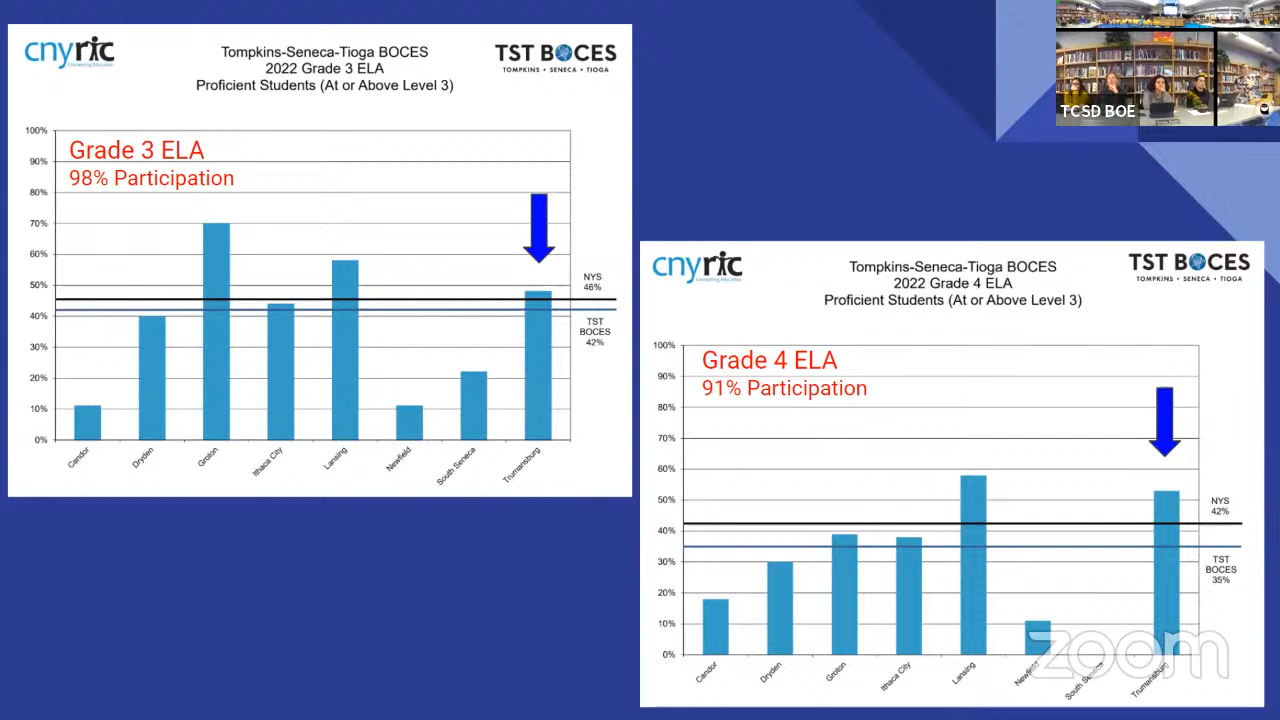 cnyric
Tompkins-Seneca-Tioga BOCES
2022 Grade 3 ELA
Proficient Students (At or Above Level 3)
TST BOCES
TOMPKINS • SENECA • TIOGA
Grade 3 ELA
98% Participation
100%
90%
80%
70%
60%
50%
40%
30%
20%
10%
0%
NYS
46%
TST
BOCES
42%
Candor
Dryden
Groton
Ithaca City
Lansing
Newfield
South Seneca
Trumansburg
TCSD BOE
cnyric
Tompkins-Seneca-Tioga BOCES
2022 Grade 4 ELA
Proficient Students (At or Above Level 3)
TST BOCES
TOMPKINS • SENECA • TIOGA
Grade 4 ELA
91% Participation
100%
90%
80%
70%
60%
50%
40%
30%
20%
10%
0%
NYS
42%
TST
BOCES
35%
Candor
Dryden
Groton
Ithaca City
Lansing
Newfield
South Seneca
Trumansburg
zoom